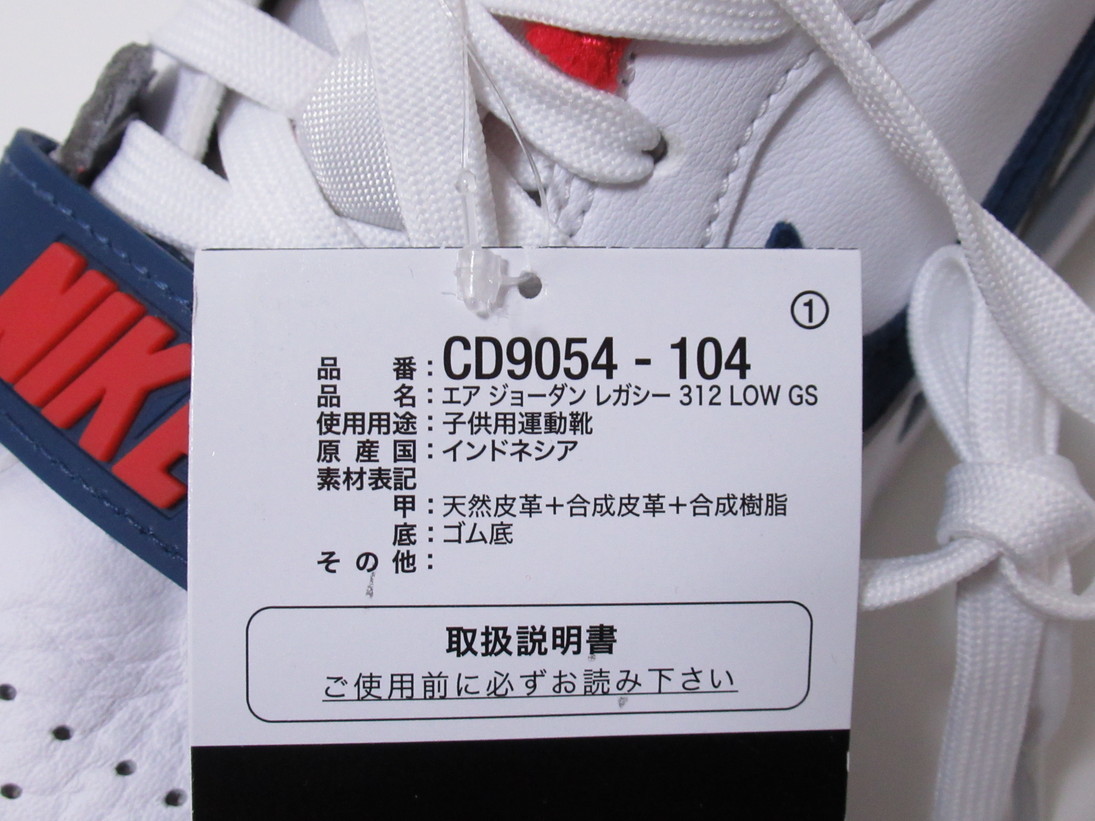 NIKE
①
品番：CD9054 - 104
品名：エア ジョーダン レガシー 312 LOW GS
使用用途：子供用運動靴
原産国：インドネシア
素材表記
甲：天然皮革＋合成皮革＋合成樹脂
底：ゴム底
その他：
取扱説明書
ご使用前に必ずお読み下さい